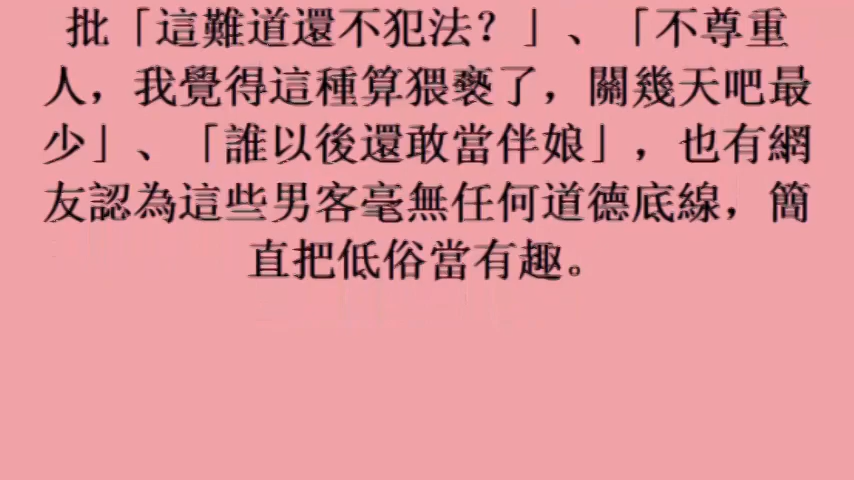 批「這難道還不犯法？」、「不尊重
人，我覺得這種算猥褻了，關幾天吧最
少」、「誰以後還敢當伴娘」，也有網
友認為這些男客毫無任何道德底線，簡
直把低俗當有趣。